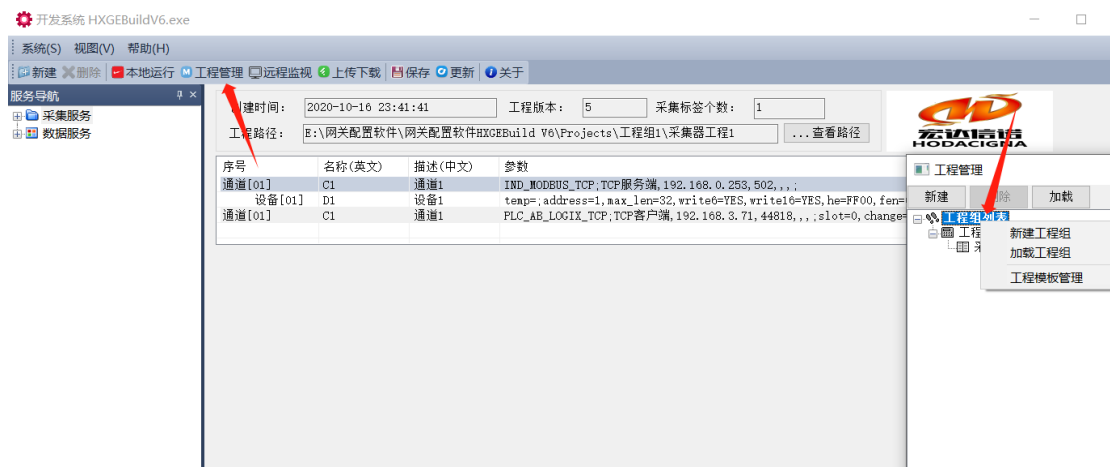 开发系统 HXGEBuildV6.exe
系统(S) 视图(V) 帮助(H)
新建 删除 本地运行 工程管理 远程监视 上传下载 保存 更新 关于
服务导航
采集服务
数据服务
建时间： 2020-10-16 23:41:41 工程版本： 5 采集标签个数： 1
工程路径： E:\网关配置软件\网关配置软件HXGEBuild V6\Projects\工程组1\采集器工程1 ...查看路径
宏达信诺
HODACIGNA
序号 名称(英文) 描述(中文) 参数
通道[01] C1 通道1 IND_MODBUS_TCP;TCP服务端,192.168.0.253,502,,,;
设备[01] D1 设备1 temp=;address=1,max_len=32,write6=YES,write16=YES,he=FF00,fen=
通道[01] C1 通道1 PLC_AB_LOGIX_TCP;TCP客户端,192.168.3.71,44818,,,;slot=0,change=
工程管理
新建 删除 加载
工程组列表
工程
新建工程组
加载工程组
工程模板管理